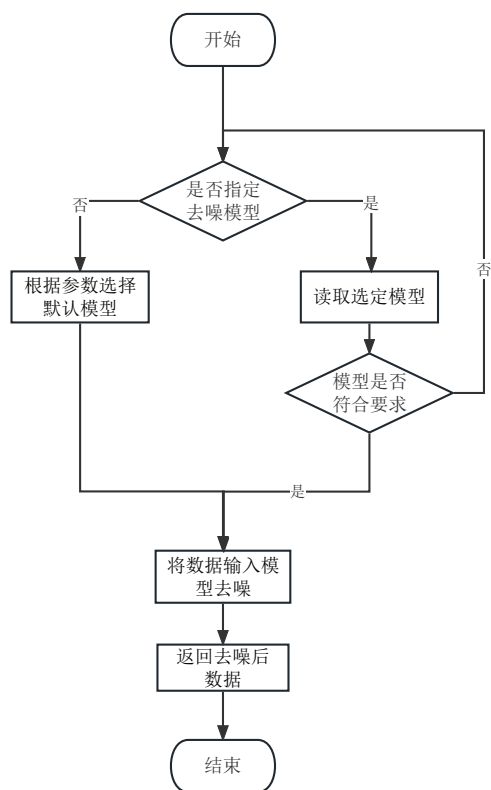 开始
是否指定
去噪模型
否
是
根据参数选择
默认模型
读取选定模型
否
模型是否
符合要求
是
将数据输入模
型去噪
返回去噪后
数据
结束